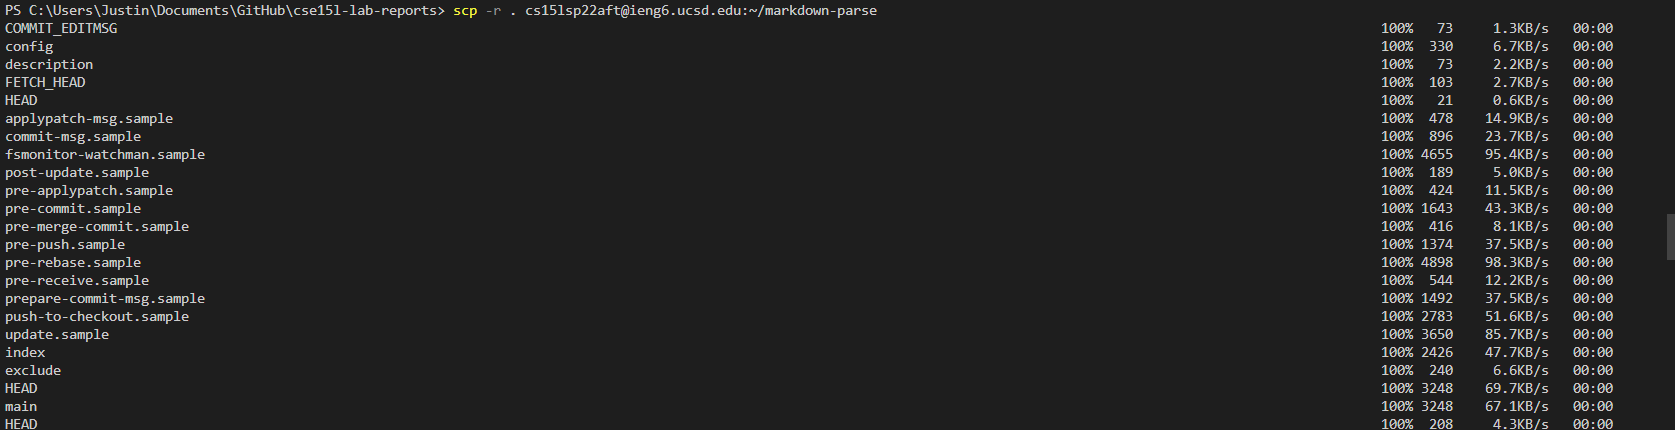 PS C:\Users\Justin\Documents\GitHub\cse15l-lab-reports> scp -r . cs15lsp22aft@ieng6.ucsd.edu:~/markdown-parse
COMMIT_EDITMSG 100% 73 1.3KB/s 00:00
config 100% 330 6.7KB/s 00:00
description 100% 73 2.2KB/s 00:00
FETCH_HEAD 100% 103 2.7KB/s 00:00
HEAD 100% 21 0.6KB/s 00:00
applypatch-msg.sample 100% 478 14.9KB/s 00:00
commit-msg.sample 100% 896 23.7KB/s 00:00
fsmonitor-watchman.sample 100% 4655 95.4KB/s 00:00
post-update.sample 100% 189 5.0KB/s 00:00
pre-applypatch.sample 100% 424 11.5KB/s 00:00
pre-commit.sample 100% 1643 43.3KB/s 00:00
pre-merge-commit.sample 100% 416 8.1KB/s 00:00
pre-push.sample 100% 1374 37.5KB/s 00:00
pre-rebase.sample 100% 4898 98.3KB/s 00:00
pre-receive.sample 100% 544 12.2KB/s 00:00
prepare-commit-msg.sample 100% 1492 37.5KB/s 00:00
push-to-checkout.sample 100% 2783 51.6KB/s 00:00
update.sample 100% 3650 85.7KB/s 00:00
index 100% 2426 47.7KB/s 00:00
exclude 100% 240 6.6KB/s 00:00
HEAD 100% 3248 69.7KB/s 00:00
main 100% 3248 67.1KB/s 00:00
HEAD 100% 208 4.3KB/s 00:00